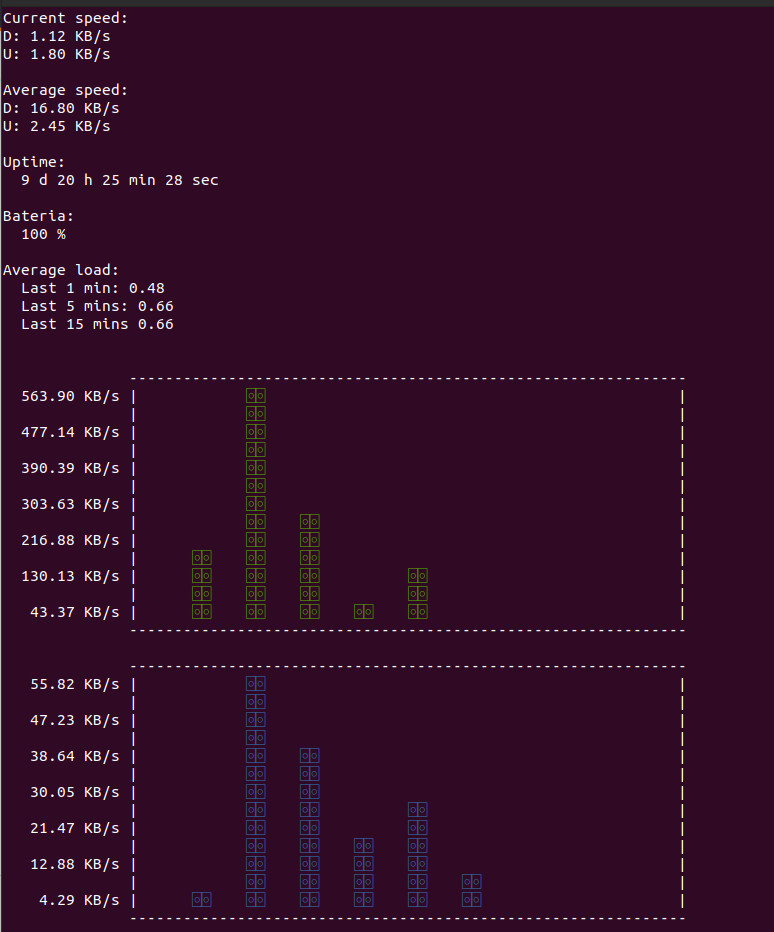 Current speed:
D: 1.12 KB/s
U: 1.80 KB/s
Average speed:
D: 16.80 KB/s
U: 2.45 KB/s
Uptime:
9 d 20 h 25 min 28 sec
Bateria:
100 %
Average load:
Last 1 min: 0.48
Last 5 mins: 0.66
Last 15 mins 0.66
563.90 KB/s
477.14 KB/s
390.39 KB/s
303.63 KB/s
216.88 KB/s
130.13 KB/s
43.37 KB/s
55.82 KB/s
47.23 KB/s
38.64 KB/s
30.05 KB/s
21.47 KB/s
12.88 KB/s
4.29 KB/s